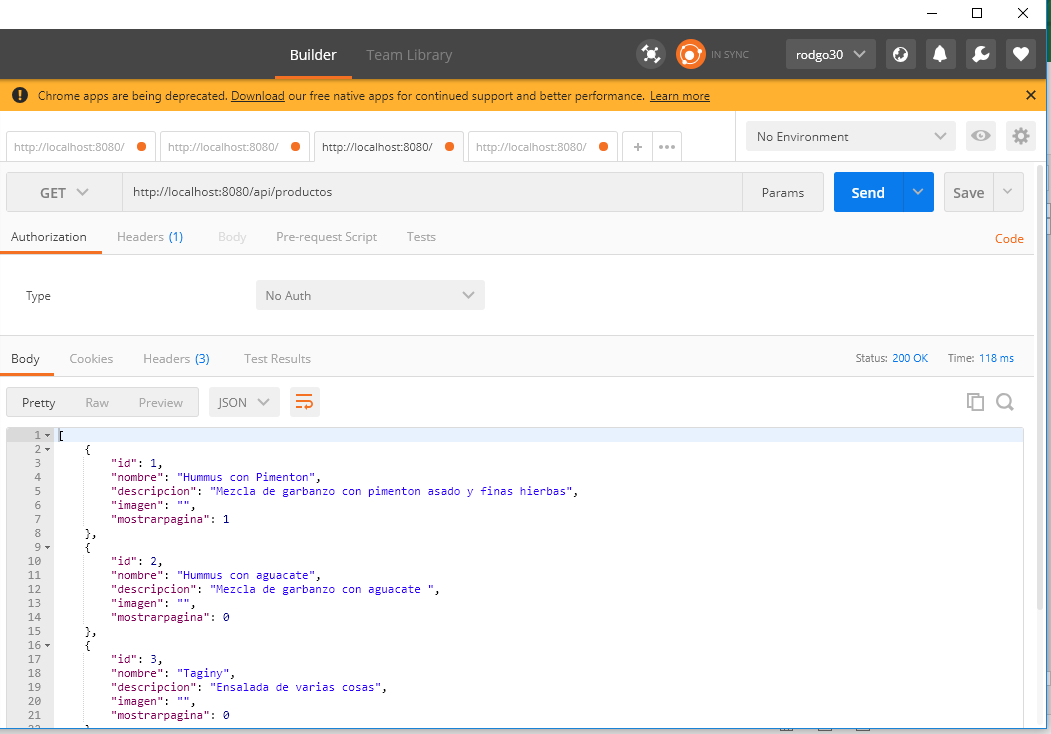 Builder Team Library IN SYNC rodgo30
Chrome apps are being deprecated. Download our free native apps for continued support and better performance. Learn more
http://localhost:8080/ http://localhost:8080/ http://localhost:8080/ http://localhost:8080/ + ••• No Environment
GET http://localhost:8080/api/productos Params Send Save
Authorization Headers (1) Body Pre-request Script Tests Code
Type No Auth
Body Cookies Headers (3) Test Results Status: 200 OK Time: 118 ms
Pretty Raw Preview JSON
1 [
2 {
3 "id": 1,
4 "nombre": "Hummus con Pimenton",
5 "descripcion": "Mezcla de garbanzo con pimenton asado y finas hierbas",
6 "imagen": "",
7 "mostrarpagina": 1
8 },
9 {
10 "id": 2,
11 "nombre": "Hummus con aguacate",
12 "descripcion": "Mezcla de garbanzo con aguacate ",
13 "imagen": "",
14 "mostrarpagina": 0
15 },
16 {
17 "id": 3,
18 "nombre": "Taginy",
19 "descripcion": "Ensalada de varias cosas",
20 "imagen": "",
21 "mostrarpagina": 0